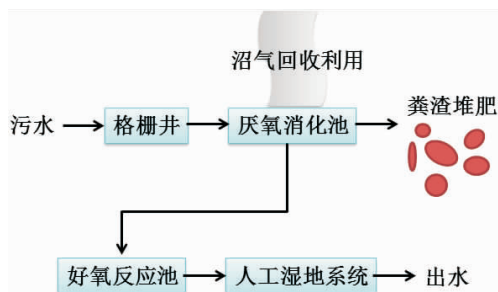 沼气回收利用
污水
格栅井
厌氧消化池
粪渣堆肥
好氧反应池
人工湿地系统
出水